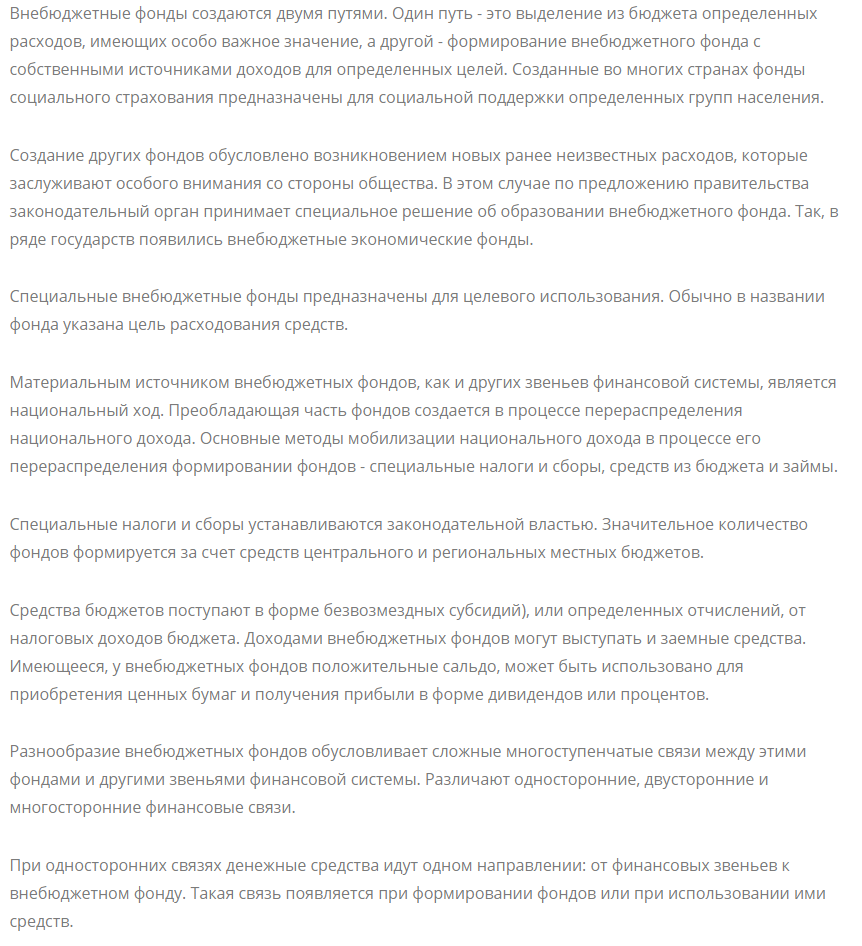 Внебюджетные фонды создаются двумя путями. Один путь - это выделение из бюджета определенных
расходов, имеющих особо важное значение, а другой - формирование внебюджетного фонда с
собственными источниками доходов для определенных целей. Созданные во многих странах фонды
социального страхования предназначены для социальной поддержки определенных групп населения.
Создание других фондов обусловлено возникновением новых ранее неизвестных расходов, которые
заслуживают особого внимания со стороны общества. В этом случае по предложению правительства
законодательный орган принимает специальное решение об образовании внебюджетного фонда. Так, в
ряде государств появились внебюджетные экономические фонды.
Специальные внебюджетные фонды предназначены для целевого использования. Обычно в названии
фонда указана цель расходования средств.
Материальным источником внебюджетных фондов, как и других звеньев финансовой системы, является
национальный ход. Преобладающая часть фондов создается в процессе перераспределения
национального дохода. Основные методы мобилизации национального дохода в процессе его
перераспределения формировании фондов - специальные налоги и сборы, средств из бюджета и займы.
Специальные налоги и сборы устанавливаются законодательной властью. Значительное количество
фондов формируется за счет средств центрального и региональных местных бюджетов.
Средства бюджетов поступают в форме безвозмездных субсидий), или определенных отчислений, от
налоговых доходов бюджета. Доходами внебюджетных фондов могут выступать и заемные средства.
Имеющееся, у внебюджетных фондов положительные сальдо, может быть использовано для
приобретения ценных бумаг и получения прибыли в форме дивидендов или процентов.
Разнообразие внебюджетных фондов обусловливает сложные многоступенчатые связи между этими
фондами и другими звеньями финансовой системы. Различают односторонние, двусторонние и
многосторонние финансовые связи.
При односторонних связях денежные средства идут одном направлении: от финансовых звеньев к
внебюджетном фонду. Такая связь появляется при формировании фондов или при использовании ими
средств.